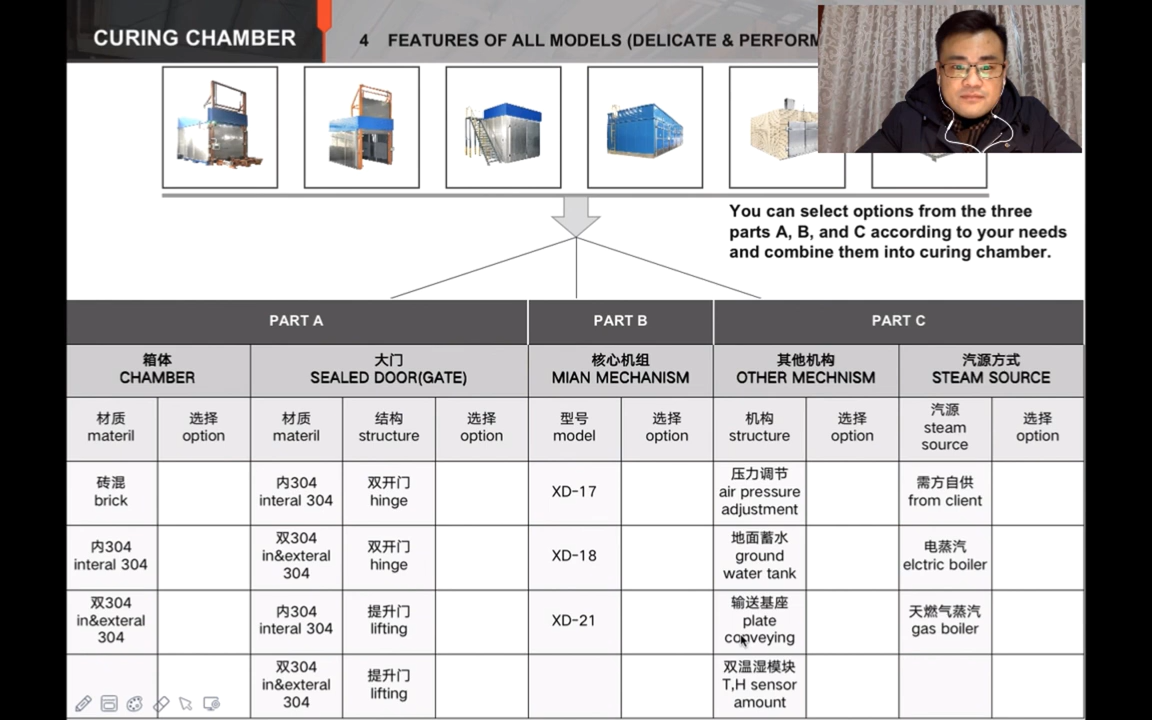 CURING CHAMBER
4 FEATURES OF ALL MODELS (DELICATE & PERFORM
You can select options from the three
parts A, B, and C according to your needs
and combine them into curing chamber.
PART A
PART B
PART C
箱体
CHAMBER
大门
SEALED DOOR(GATE)
核心机组
MIAN MECHANISM
其他机构
OTHER MECHNISM
汽源方式
STEAM SOURCE
材质
materil
选择
option
材质
materil
结构
structure
选择
option
型号
model
选择
option
机构
structure
选择
option
汽源
steam
source
选择
option
砖混
brick
内304
interal 304
双开门
hinge
XD-17
压力调节
air pressure
adjustment
需方自供
from client
内304
interal 304
双304
in&exteral
304
双开门
hinge
XD-18
地面蓄水
ground
water tank
电蒸汽
elctric boiler
双304
in&exteral
304
内304
interal 304
提升门
lifting
XD-21
输送基座
plate
conveying
天燃气蒸汽
gas boiler
双304
in&exteral
304
提升门
lifting
双温湿模块
T,H sensor
amount